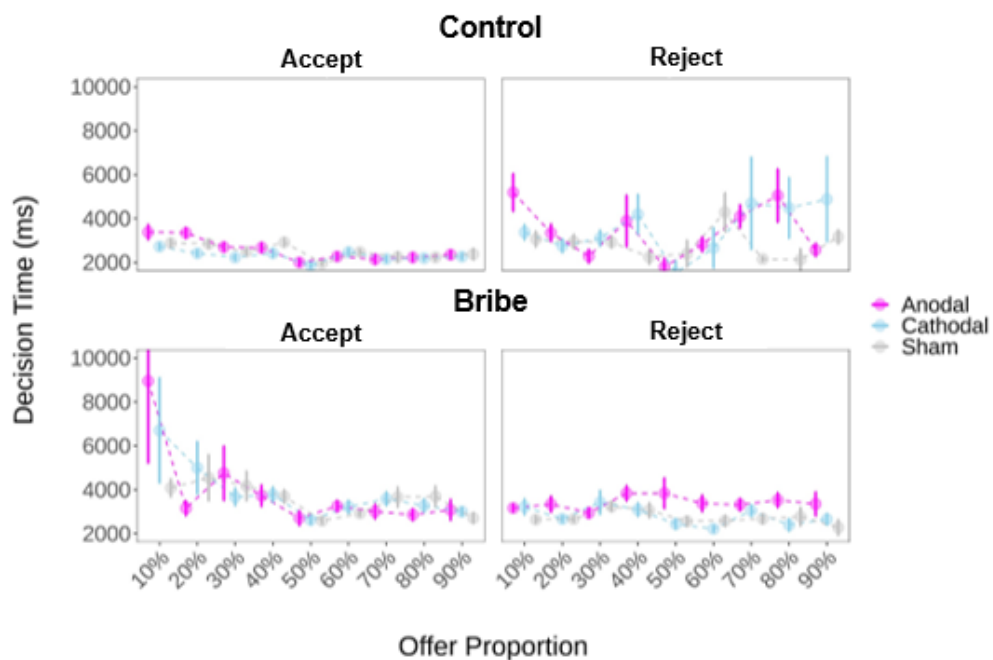 Control
Accept
Reject
10000
8000
6000
4000
2000
Decision Time (ms)
Bribe
Accept
Reject
10000
8000
6000
4000
2000
Anodal
Cathodal
Sham
10% 20% 30% 40% 50% 60% 70% 80% 90%
10% 20% 30% 40% 50% 60% 70% 80% 90%
Offer Proportion